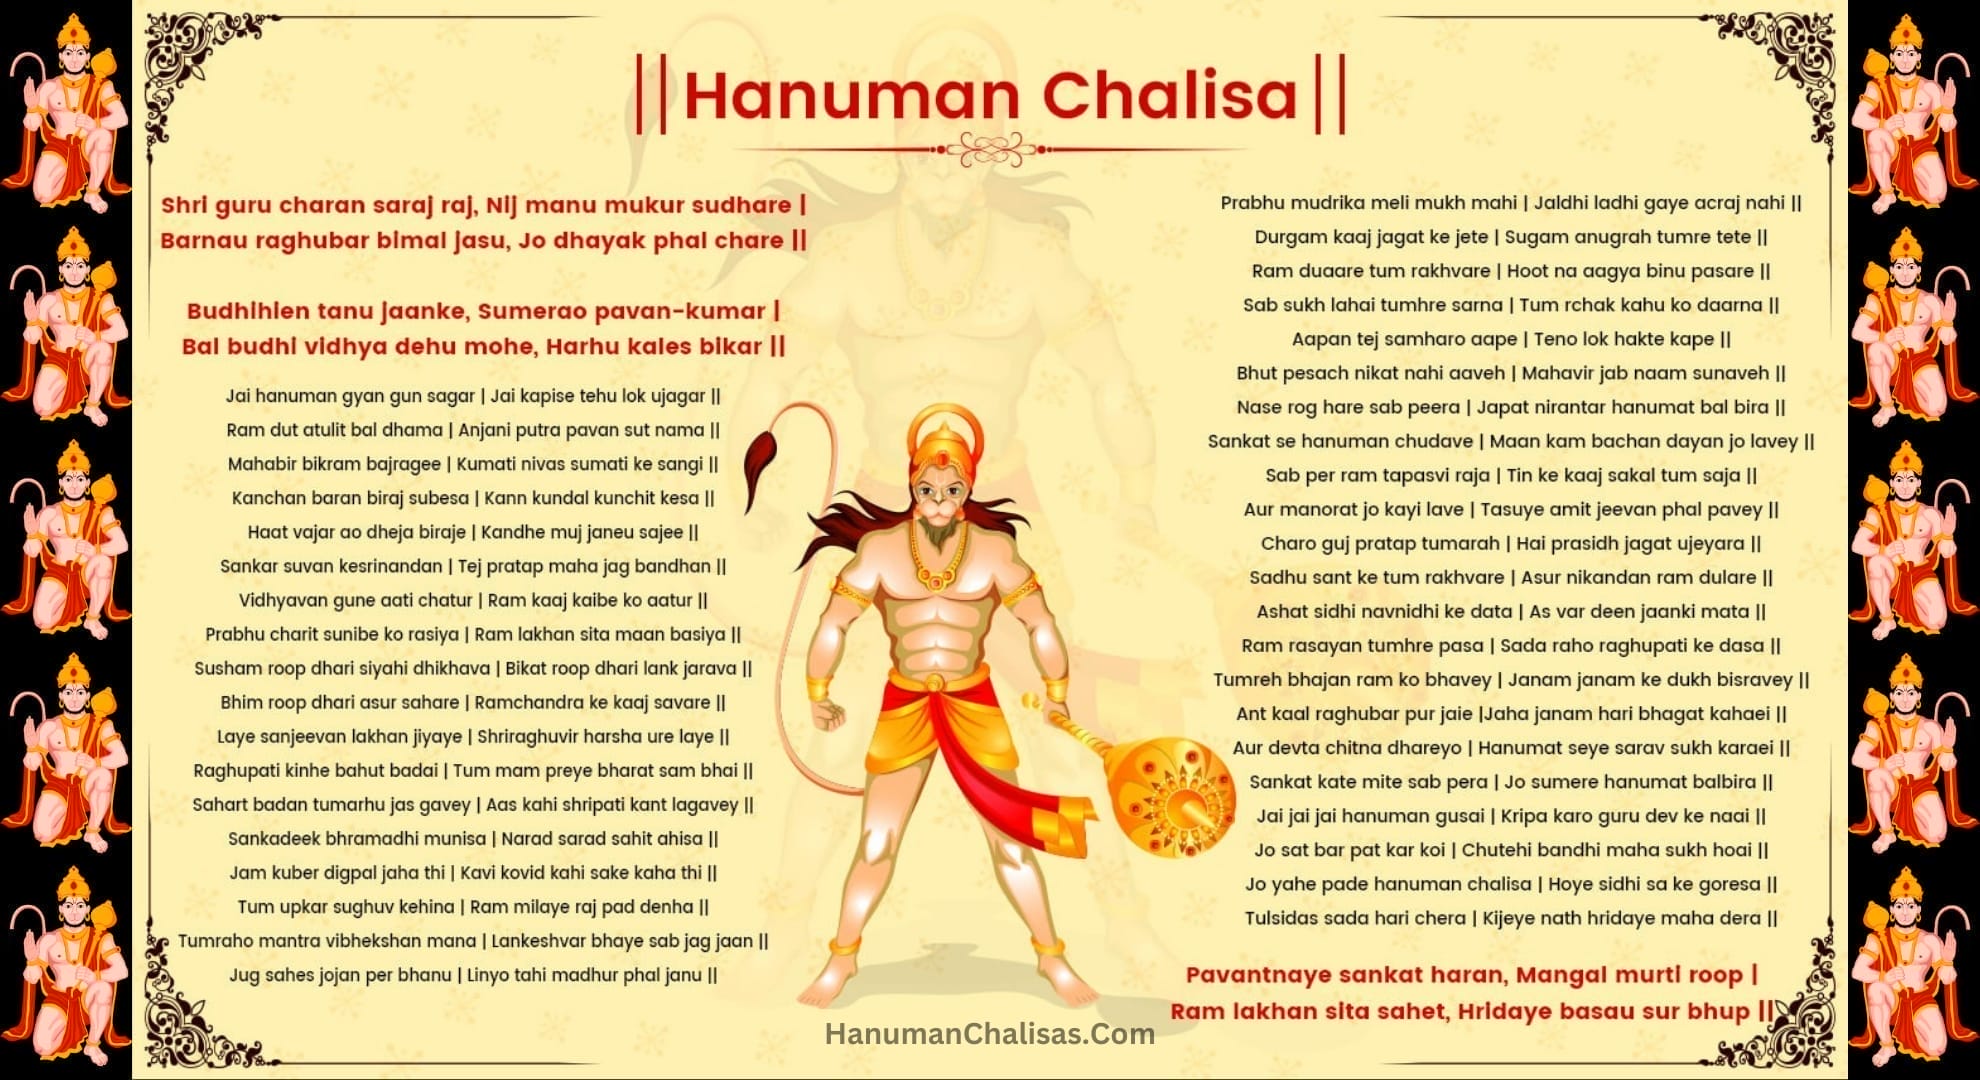 ||Hanuman Chalisa||
Shri guru charan saraj raj, Nij manu mukur sudhare |
Barnau raghubar bimal jasu, Jo dhayak phal chare ||
Budhihien tanu jaanke, Sumerao pavan-kumar |
Bal budhi vidhya dehu mohe, Harhu kales bikar ||
Jai hanuman gyan gun sagar | Jai kapise tehu lok ujagar ||
Ram dut atulit bal dhama | Anjani putra pavan sut nama ||
Mahabir bikram bajragee | Kumati nivas sumati ke sangi ||
Kanchan baran biraj subesa | Kann kundal kunchit kesa ||
Haat vajar ao dheja biraje | Kandhe muj janeu sajee ||
Sankar suvan kesrinandan | Tej pratap maha jag bandhan ||
Vidhyavan gune aati chatur | Ram kaaj kaibe ko aatur ||
Prabhu charit sunibe ko rasiya | Ram lakhan sita maan basiya ||
Susham roop dhari siyahi dhikhava | Bikat roop dhari lank jarava ||
Bhim roop dhari asur sahare | Ramchandra ke kaaj savare ||
Laye sanjeevan lakhan jiyaye | Shriraghuvir harsha ure laye ||
Raghupati kinhe bahut badai | Tum mam preye bharat sam bhai ||
Sahart badan tumarhu jas gavey | Aas kahi shripati kant lagavey ||
Sankadeek bhramadhi munisa | Narad sarad sahit ahisa ||
Jam kuber digpal jaha thi | Kavi kovid kahi sake kaha thi ||
Tum upkar sughuv kehina | Ram milaye raj pad denha ||
Tumraho mantra vibhekshan mana | Lankeshvar bhaye sab jag jaan ||
Jug sahes jojan per bhanu | Linyo tahi madhur phal janu ||
Prabhu mudrika meli mukh mahi | Jaldhi ladhi gaye acraj nahi ||
Durgam kaaj jagat ke jete | Sugam anugrah tumre tete ||
Ram duaare tum rakhvare | Hoot na aagya binu pasare ||
Sab sukh lahai tumhre sarna | Tum rchak kahu ko daarna ||
Aapan tej samharo aape | Teno lok hakte kape ||
Bhut pesach nikat nahi aaveh | Mahavir jab naam sunaveh ||
Nase rog hare sab peera | Japat nirantar hanumat bal bira ||
Sankat se hanuman chudave | Maan kam bachan dayan jo lavey ||
Sab per ram tapasvi raja | Tin ke kaaj sakal tum saja ||
Aur manorat jo kayi lave | Tasuye amit jeevan phal pavey ||
Charo guj pratap tumarah | Hai prasidh jagat ujeyara ||
Sadhu sant ke tum rakhvare | Asur nikandan ram dulare ||
Ashat sidhi navnidhi ke data | As var deen jaanki mata ||
Ram rasayan tumhre pasa | Sada raho raghupati ke dasa ||
Tumreh bhajan ram ko bhavey | Janam janam ke dukh bisravey ||
Ant kaal raghubar pur jaie |Jaha janam hari bhagat kahaei ||
Aur devta chitna dhareyo | Hanumat seye sarav sukh karaei ||
Sankat kate mite sab pera | Jo sumere hanumat balbira ||
Jai jai jai hanuman gusai | Kripa karo guru dev ke naai ||
Jo sat bar pat kar koi | Chutehi bandhi maha sukh hoai ||
Jo yahe pade hanuman chalisa | Hoye sidhi sa ke goresa ||
Tulsidas sada hari chera | Kijeye nath hridaye maha dera ||
Pavantnaye sankat haran, Mangal murti roop |
Ram lakhan sita sahet, Hridaye basau sur bhup ||
HanumanChalisas.Com